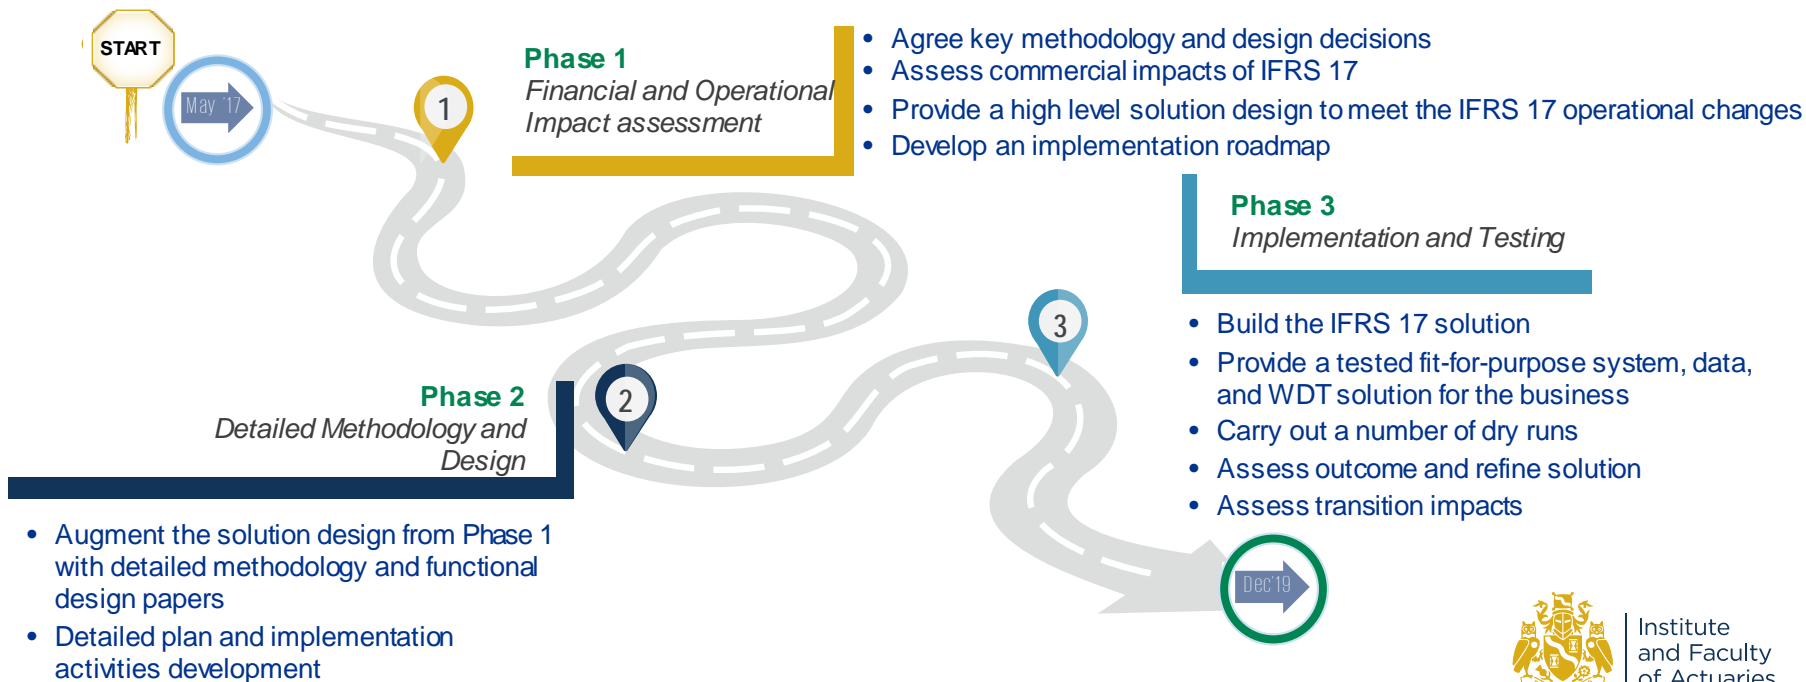 START
May '17
1
Phase 1
Financial and Operational
Impact assessment
• Agree key methodology and design decisions
• Assess commercial impacts of IFRS 17
• Provide a high level solution design to meet the IFRS 17 operational changes
• Develop an implementation roadmap
Phase 3
Implementation and Testing
3
• Build the IFRS 17 solution
• Provide a tested fit-for-purpose system, data,
and WDT solution for the business
• Carry out a number of dry runs
• Assess outcome and refine solution
• Assess transition impacts
Phase 2
Detailed Methodology and
Design
2
• Augment the solution design from Phase 1
with detailed methodology and functional
design papers
• Detailed plan and implementation
activities development
Dec'19
Institute
and Faculty
of Actuaries